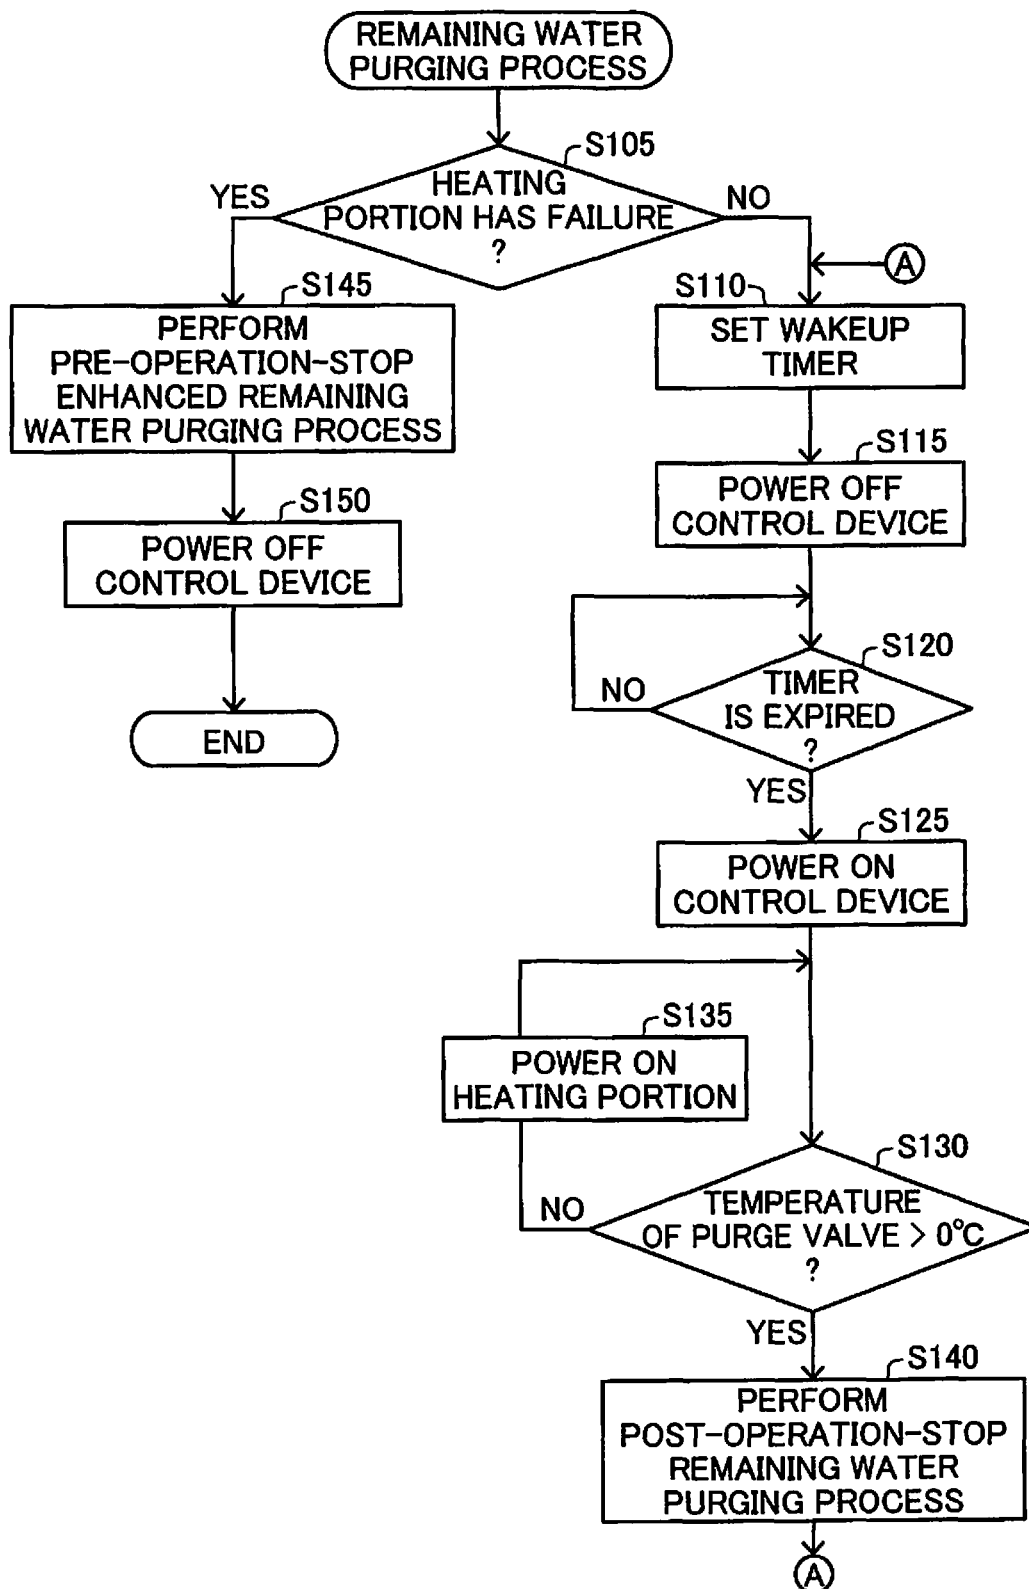 REMAINING WATER
PURGING PROCESS
S105
HEATING
PORTION HAS FAILURE
?
YES
NO
A
S145
PERFORM
PRE-OPERATION-STOP
ENHANCED REMAINING
WATER PURGING PROCESS
S150
POWER OFF
CONTROL DEVICE
END
S110
SET WAKEUP
TIMER
S115
POWER OFF
CONTROL DEVICE
S120
TIMER
IS EXPIRED
?
NO
YES
S125
POWER ON
CONTROL DEVICE
S135
POWER ON
HEATING PORTION
S130
TEMPERATURE
OF PURGE VALVE > 0°C
?
NO
YES
S140
PERFORM
POST-OPERATION-STOP
REMAINING WATER
PURGING PROCESS
A